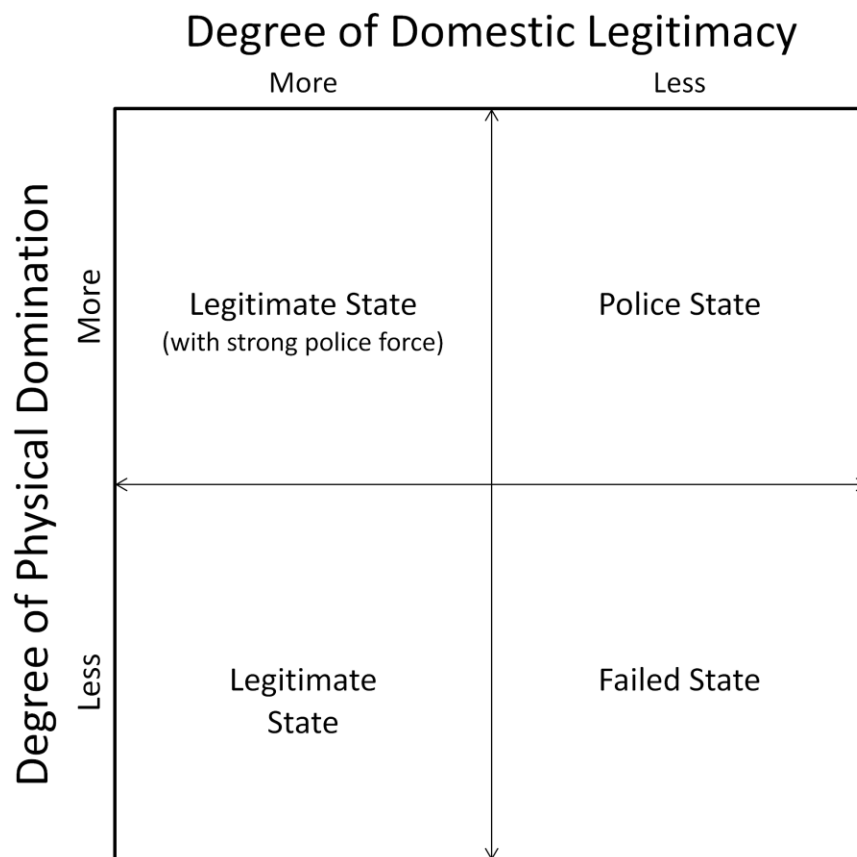 Degree of Domestic Legitimacy
More
Less
Degree of Physical Domination
More
Legitimate State
(with strong police force)
Police State
Less
Legitimate
State
Failed State